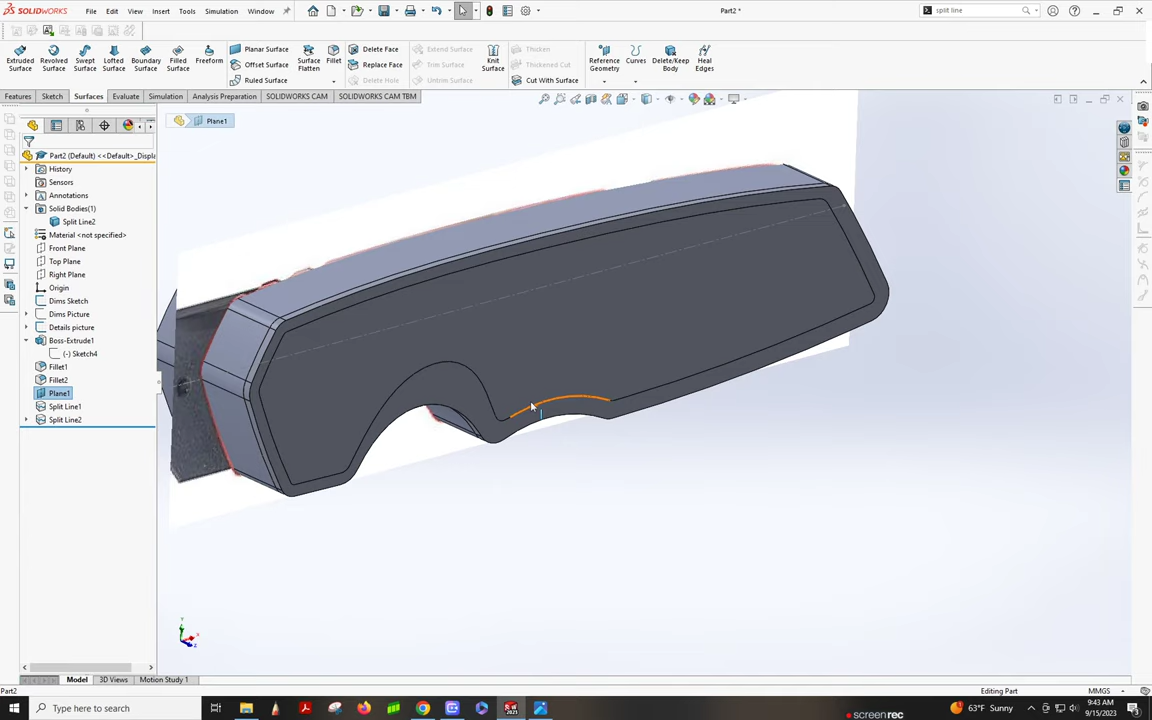 SOLIDWORKS File Edit View Insert Tools Simulation Window Part2 * split line
Extruded Surface Revolved Surface Swept Surface Lofted Surface Boundary Surface Filled Surface Freeform Planar Surface Offset Surface Ruled Surface Surface Flatten Fillet Delete Face Replace Face Delete Hole Extend Surface Trim Surface Untrim Surface Knit Surface Thicken Thickened Cut Cut With Surface Reference Geometry Curves Delete/Keep Body Heal Edges
Features Sketch Surfaces Evaluate Simulation Analysis Preparation SOLIDWORKS CAM SOLIDWORKS CAM TBM
Plane1
Part2 (Default) <<Default>_Displa
History
Sensors
Annotations
Solid Bodies(1)
Split Line2
Material <not specified>
Front Plane
Top Plane
Right Plane
Origin
Dims Sketch
Dims Picture
Details picture
Boss-Extrude1
(-) Sketch4
Fillet1
Fillet2
Plane1
Split Line1
Split Line2
Model 3D Views Motion Study 1
Part2 Editing Part MMGS
Type here to search 63°F Sunny 9:43 AM
9/15/2023
screenrec